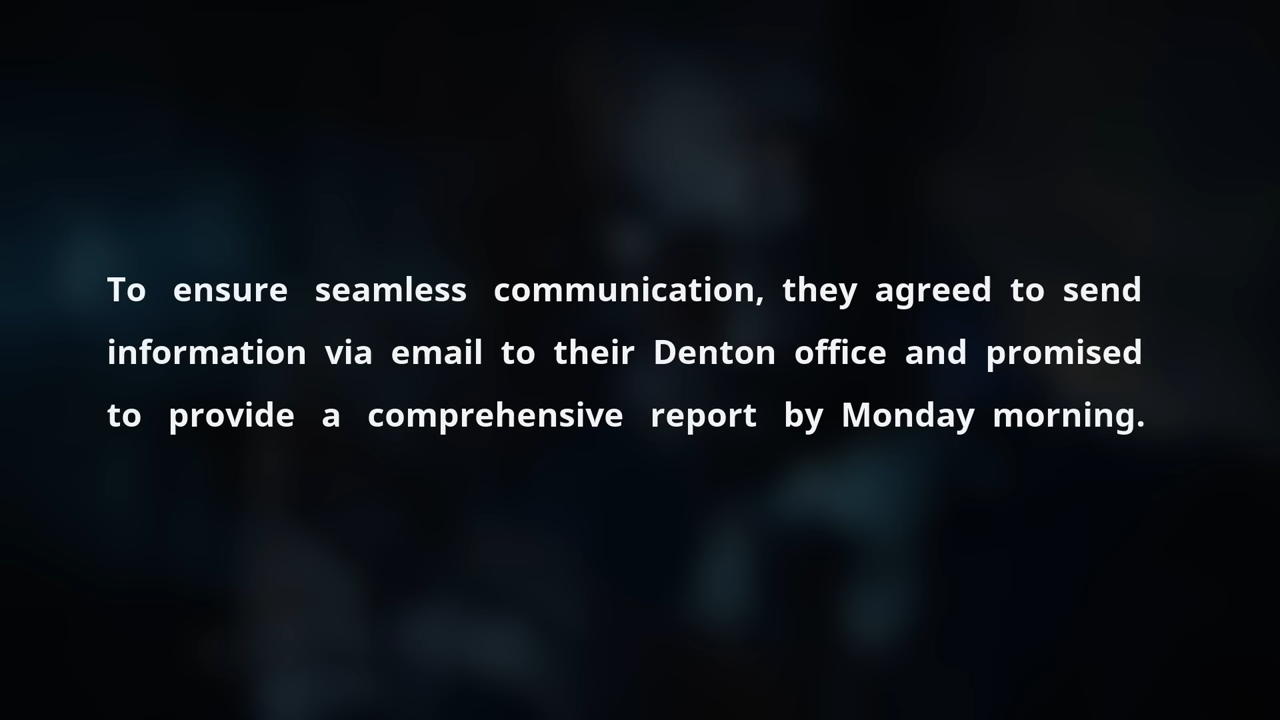 To ensure seamless communication, they agreed to send
information via email to their Denton office and promised
to provide a comprehensive report by Monday morning.